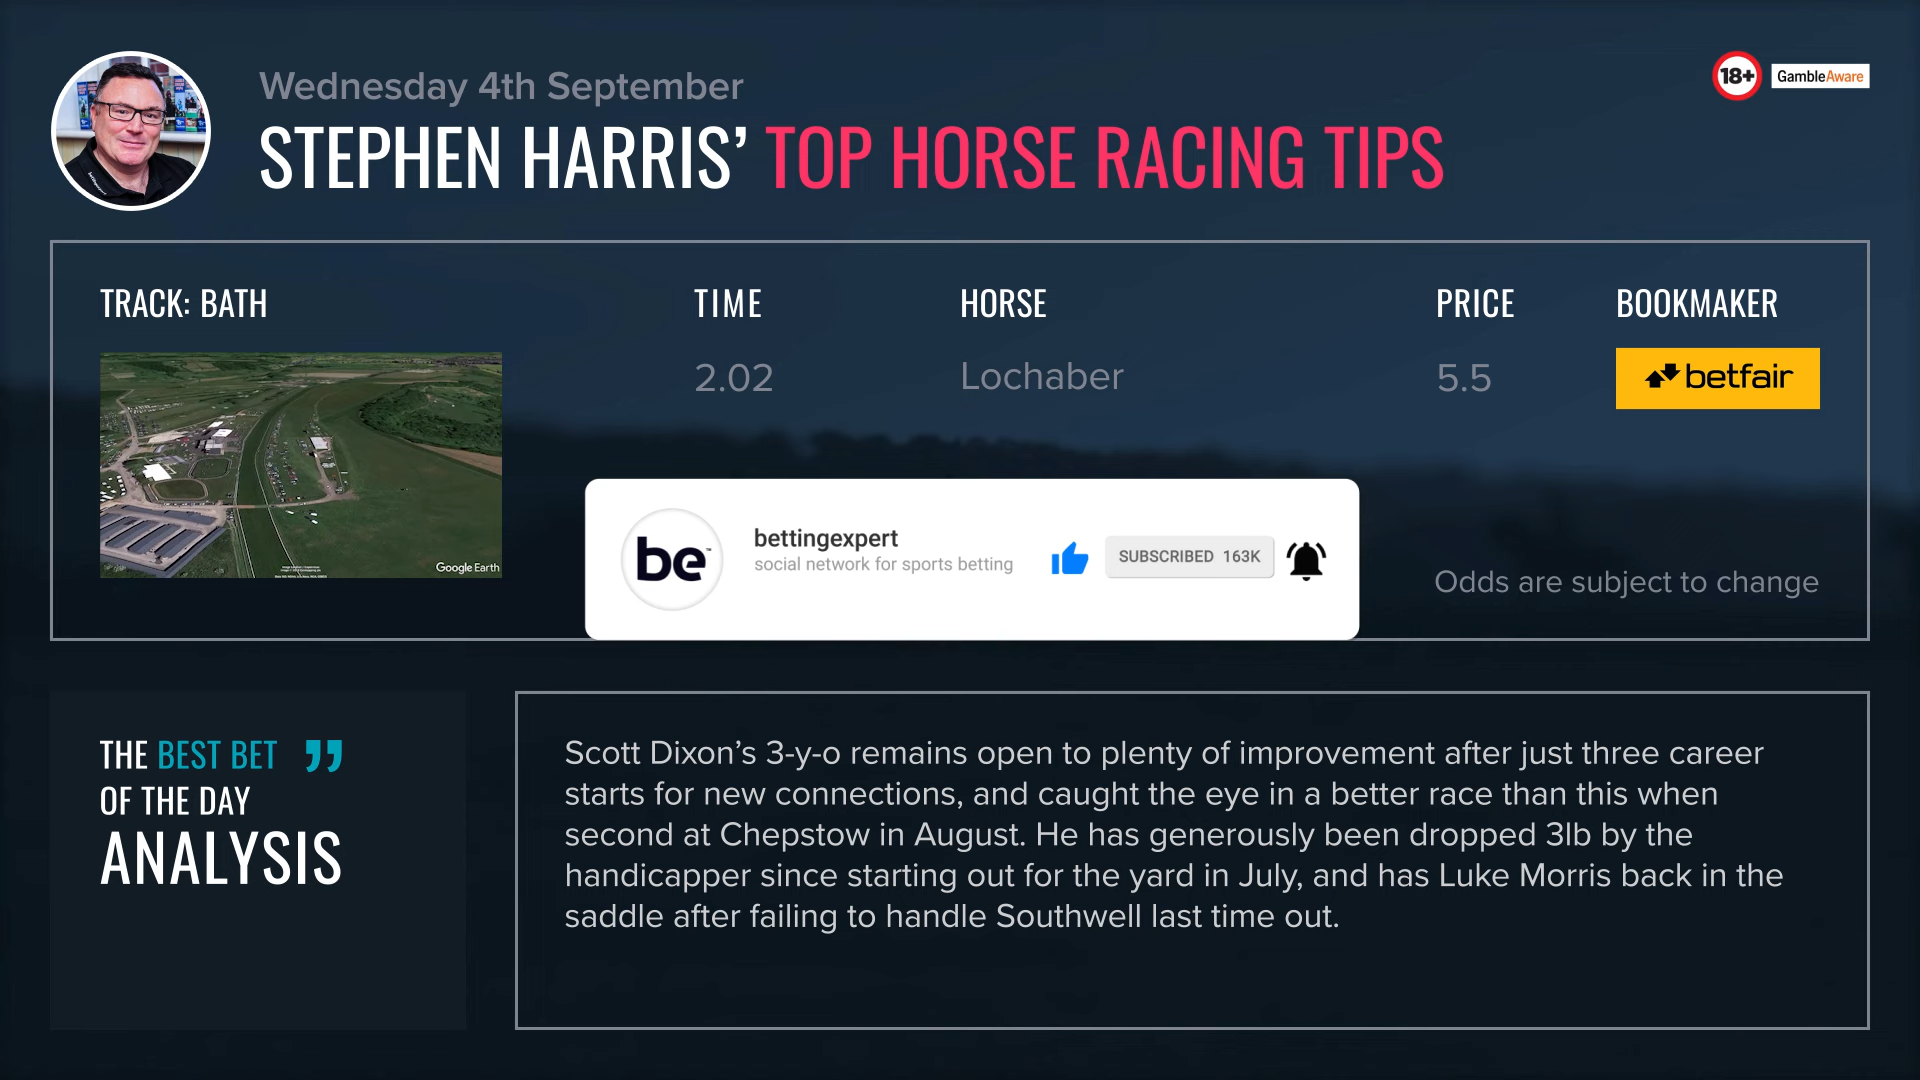 Wednesday 4th September
STEPHEN HARRIS’ TOP HORSE RACING TIPS
18+ GambleAware
TRACK: BATH
TIME
HORSE
PRICE
BOOKMAKER
2.02
Lochaber
5.5
betfair
Google Earth
be
bettingexpert
social network for sports betting
SUBSCRIBED 163K
Odds are subject to change
THE BEST BET ”
OF THE DAY
ANALYSIS
Scott Dixon’s 3-y-o remains open to plenty of improvement after just three career
starts for new connections, and caught the eye in a better race than this when
second at Chepstow in August. He has generously been dropped 3lb by the
handicapper since starting out for the yard in July, and has Luke Morris back in the
saddle after failing to handle Southwell last time out.